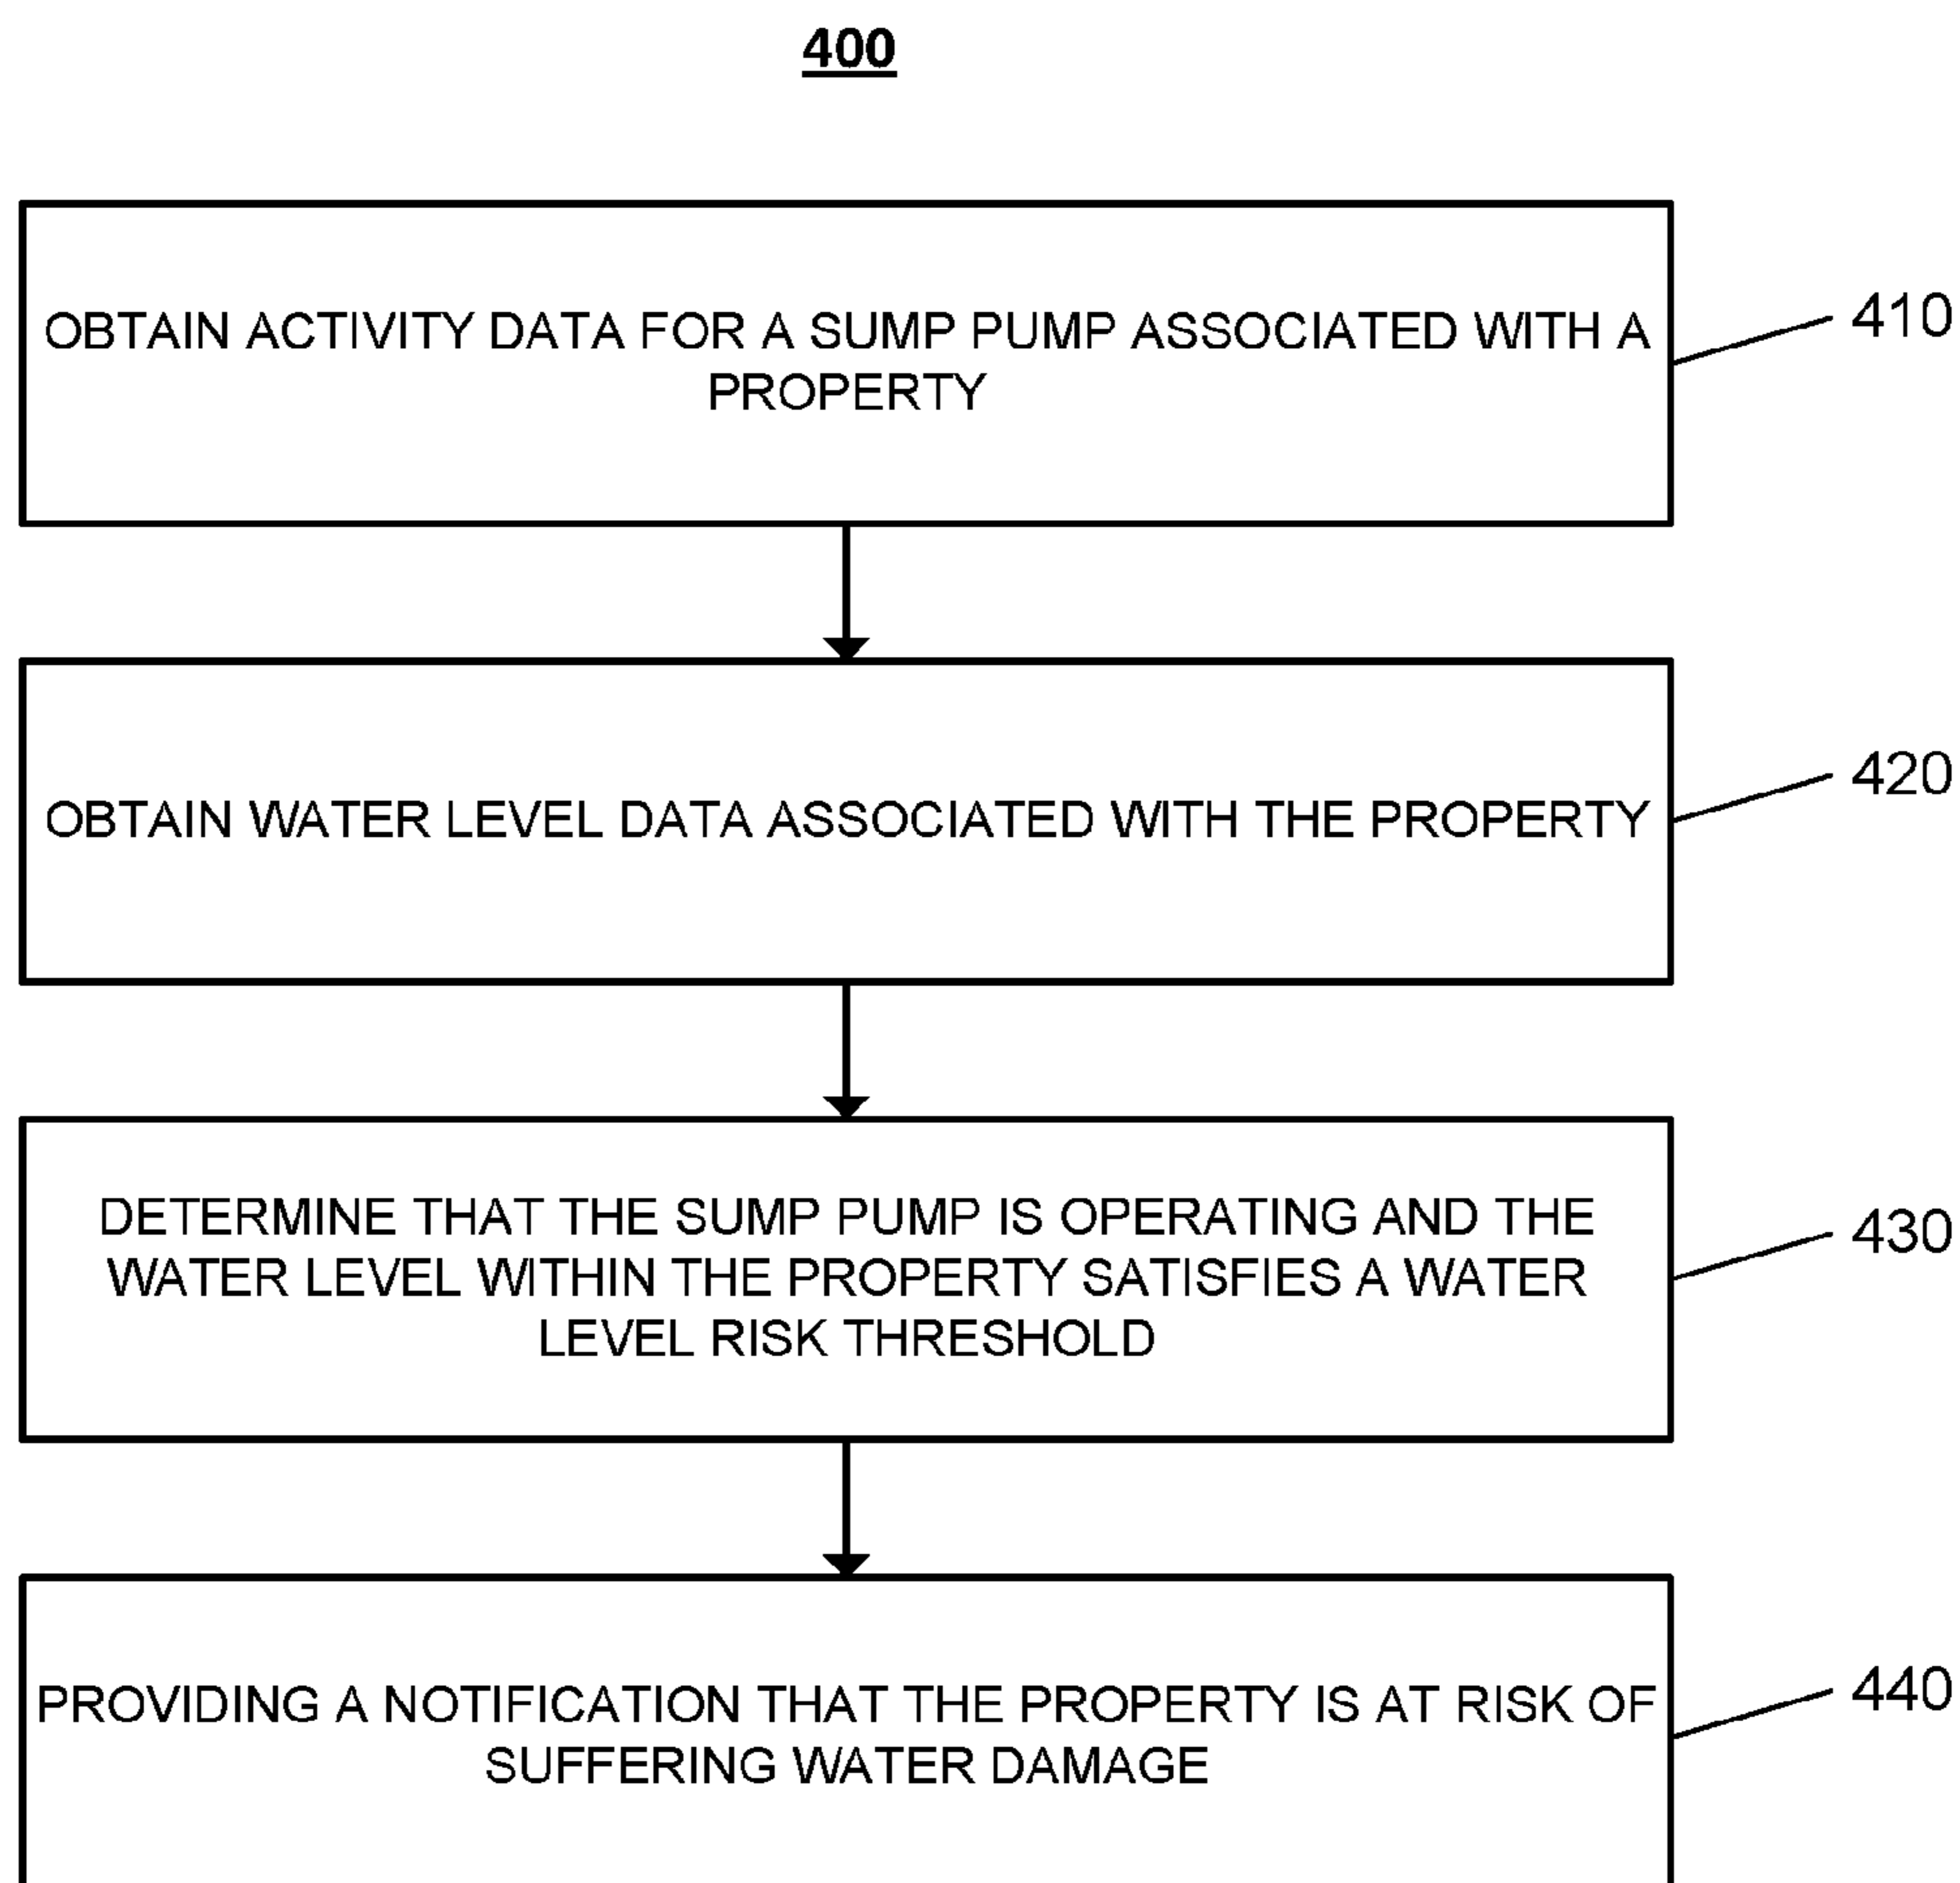 400
OBTAIN ACTIVITY DATA FOR A SUMP PUMP ASSOCIATED WITH A
PROPERTY
410
OBTAIN WATER LEVEL DATA ASSOCIATED WITH THE PROPERTY
420
DETERMINE THAT THE SUMP PUMP IS OPERATING AND THE
WATER LEVEL WITHIN THE PROPERTY SATISFIES A WATER
LEVEL RISK THRESHOLD
430
PROVIDING A NOTIFICATION THAT THE PROPERTY IS AT RISK OF
SUFFERING WATER DAMAGE
440